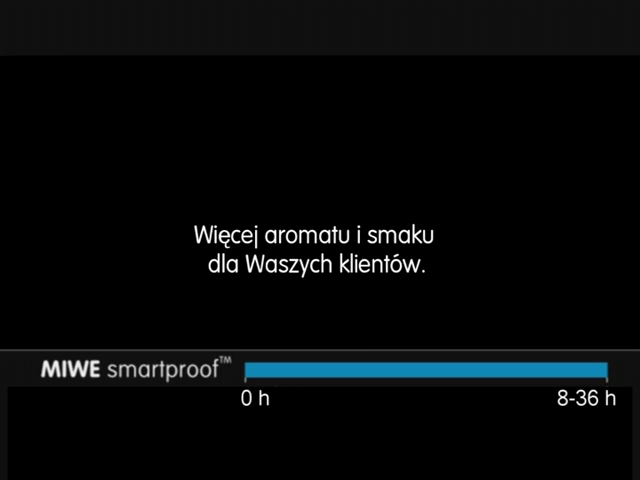 Więcej aromatu i smaku
dla Waszych klientów.
MIWE smartproof™
0 h 8-36 h